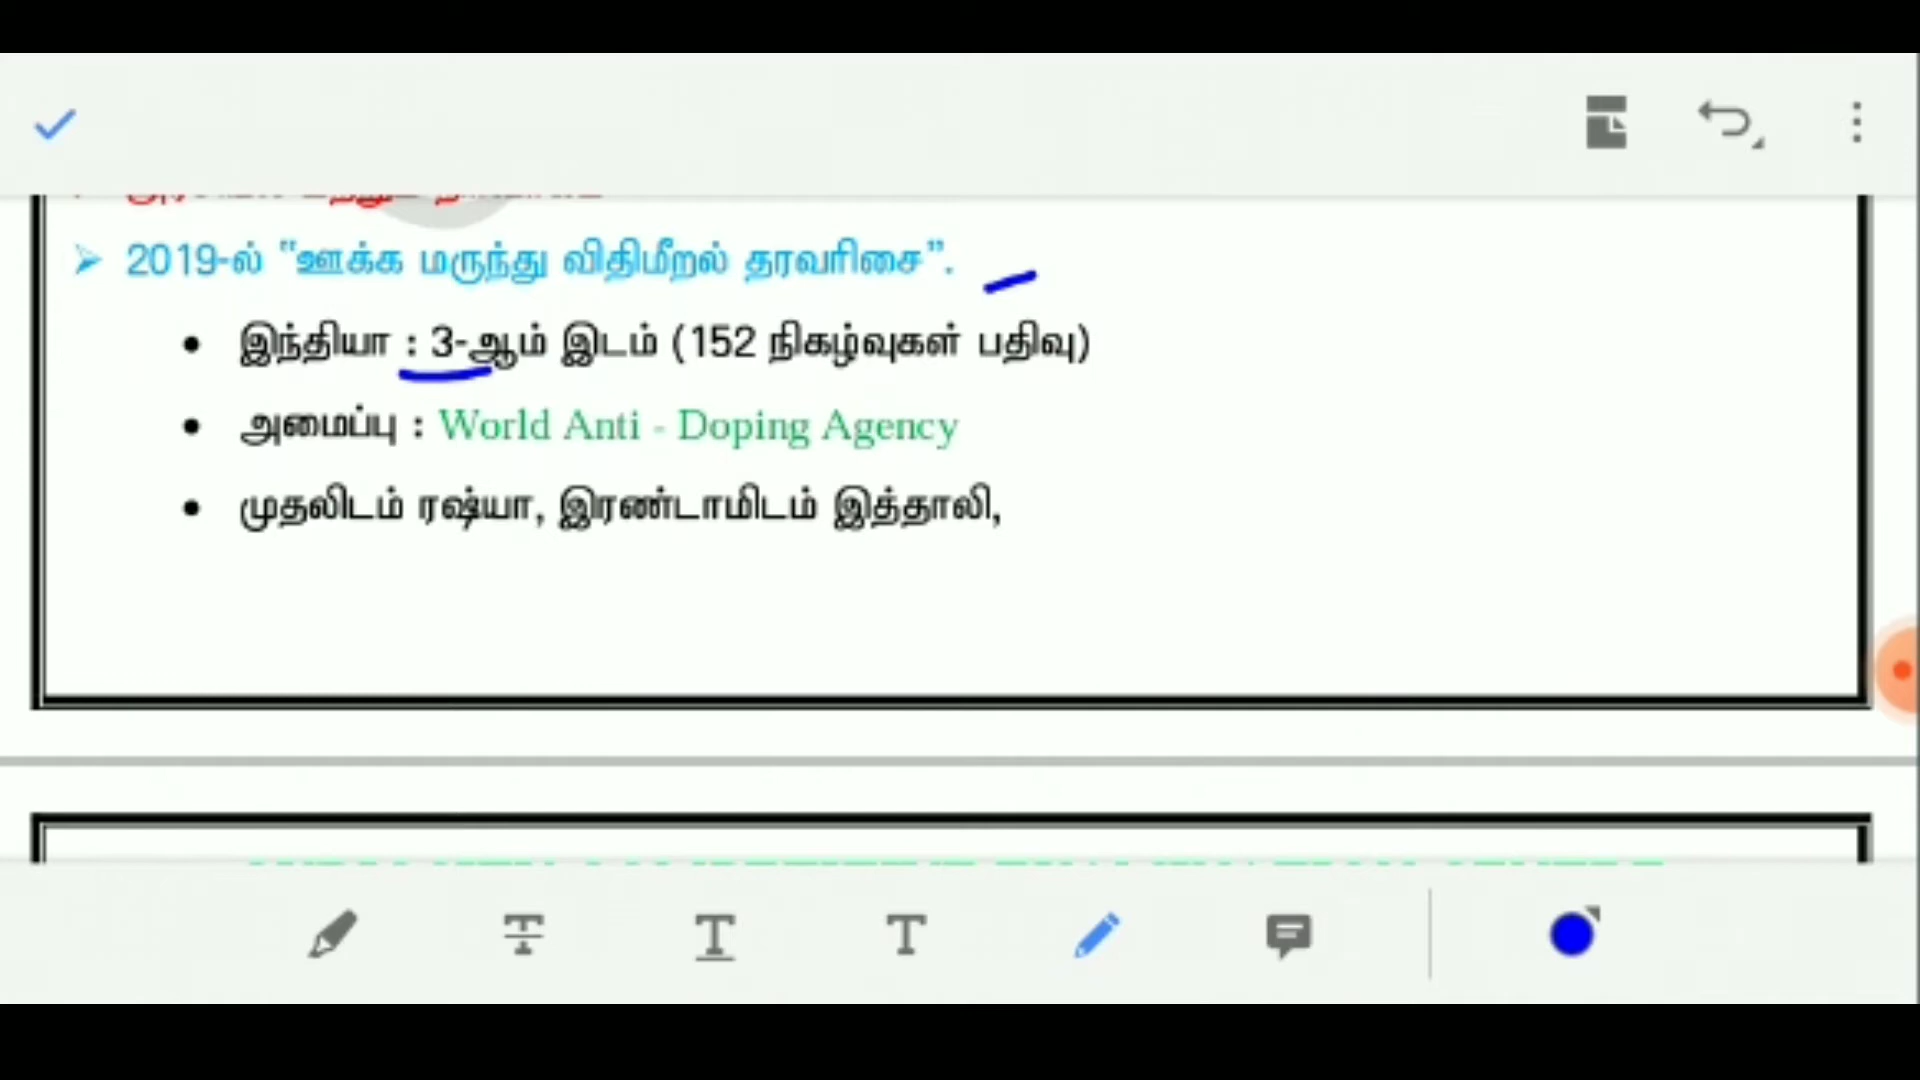 ➢ 2019-ல் “ஊக்க மருந்து விதிமீறல் தரவரிசை”.
• இந்தியா : 3-ஆம் இடம் (152 நிகழ்வுகள் பதிவு)
• அமைப்பு : World Anti - Doping Agency
• முதலிடம் ரஷ்யா, இரண்டாமிடம் இத்தாலி,